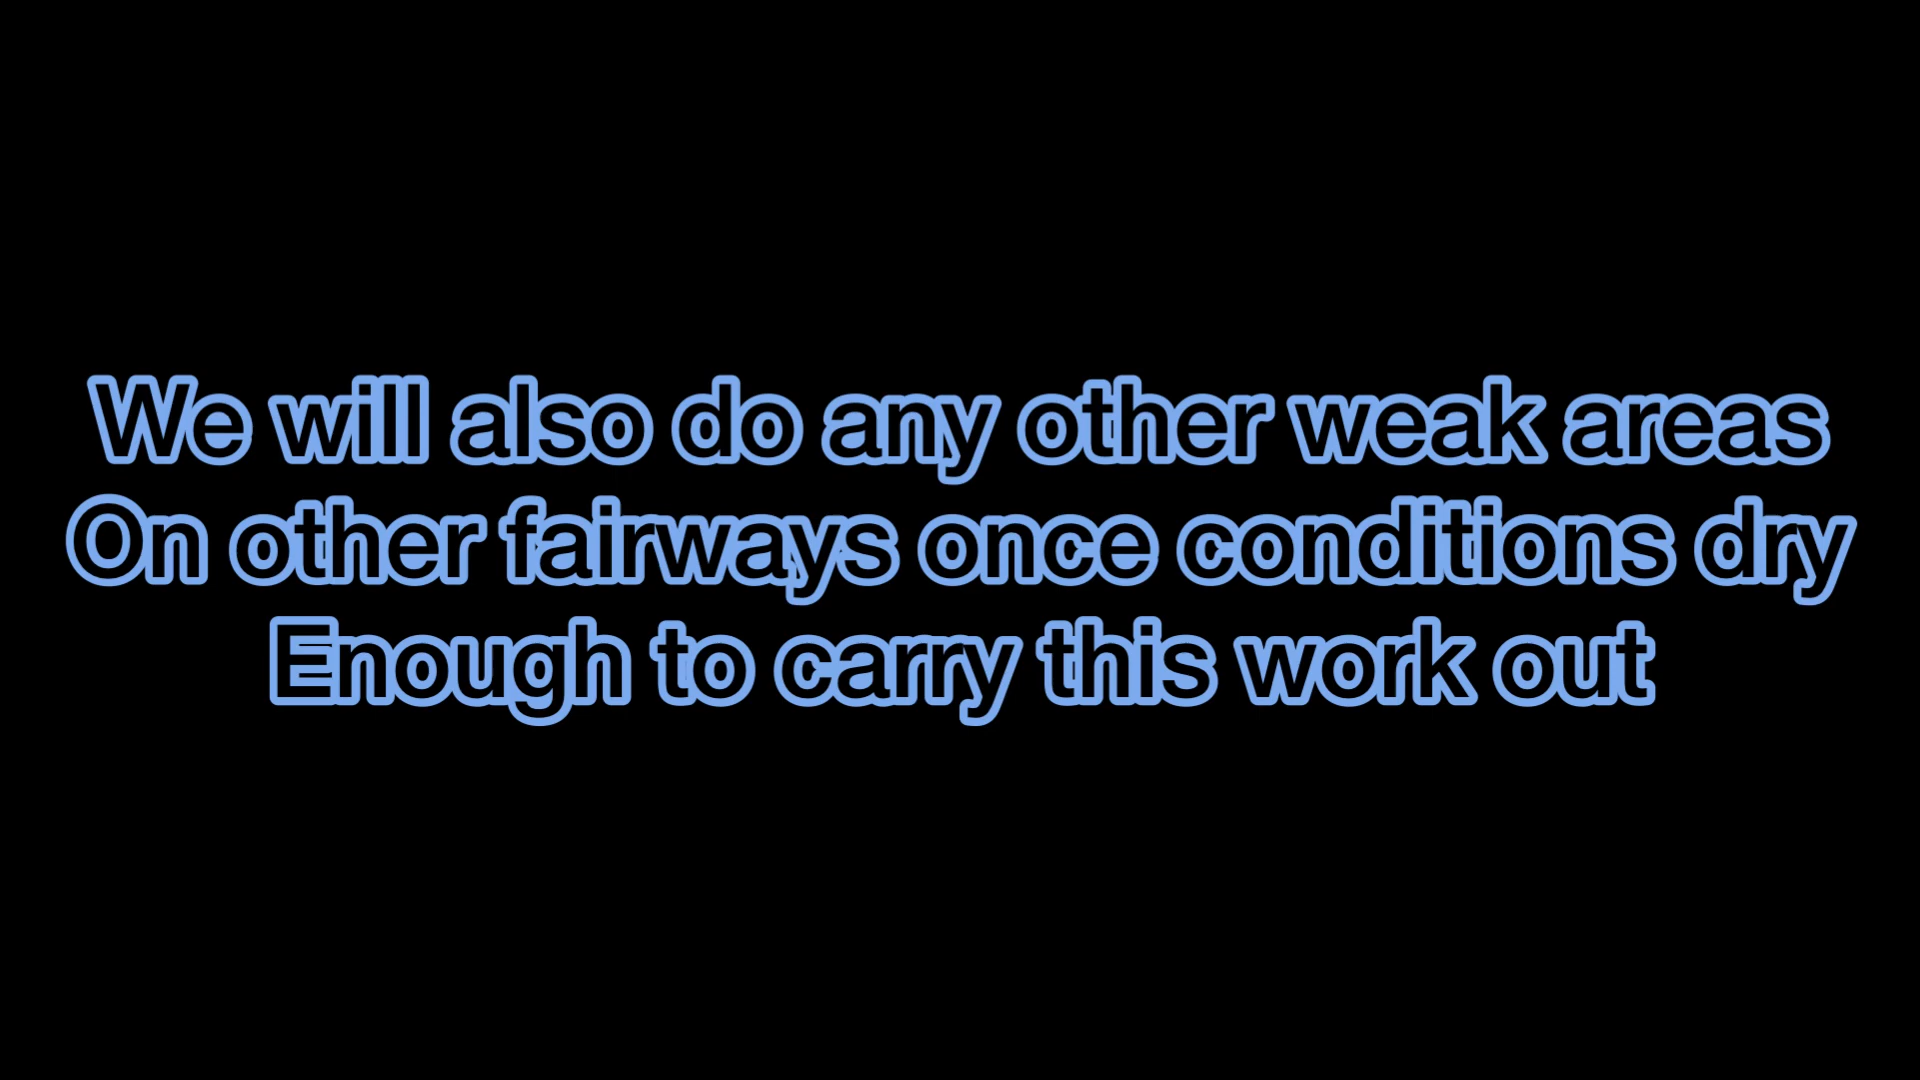 We will also do any other weak areas
On other fairways once conditions dry
Enough to carry this work out